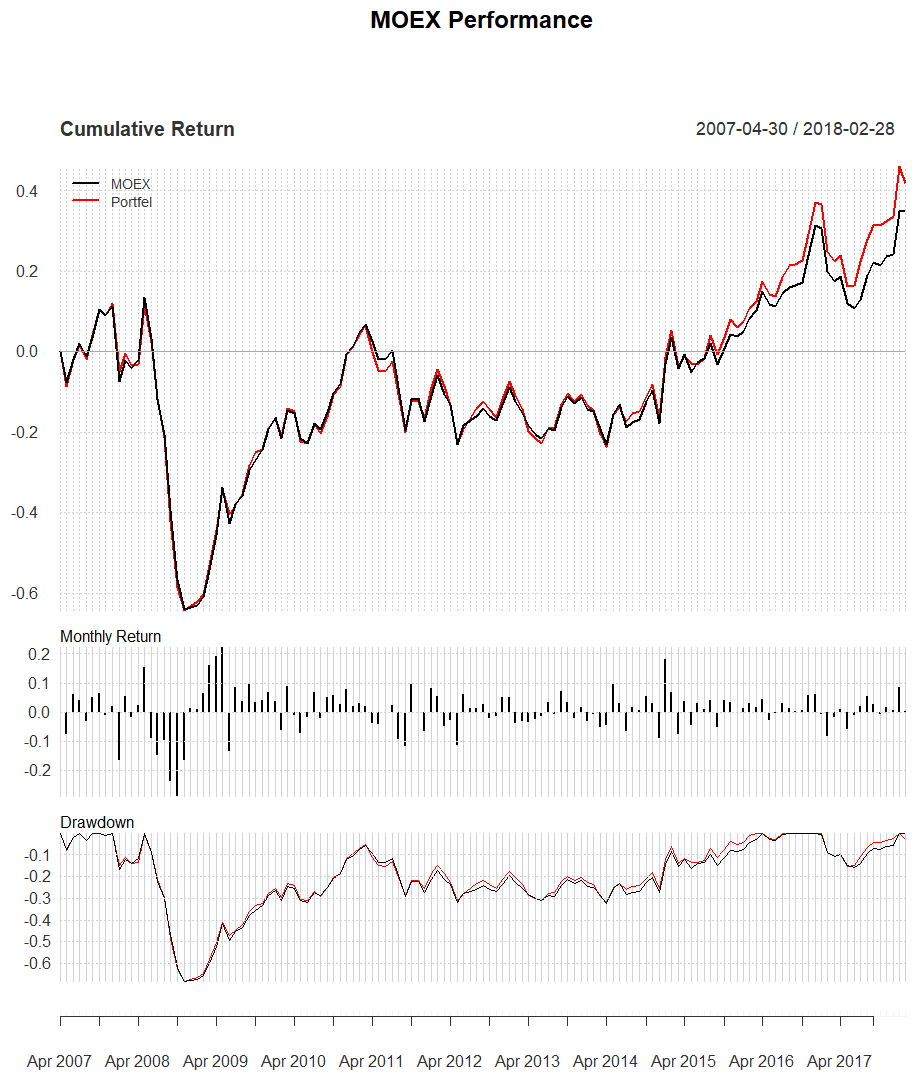 MOEX Performance
Cumulative Return 2007-04-30 / 2018-02-28
MOEX
Portfel
0.4
0.2
0.0
-0.2
-0.4
-0.6
Monthly Return
0.2
0.1
0.0
-0.1
-0.2
Drawdown
-0.1
-0.2
-0.3
-0.4
-0.5
-0.6
Apr 2007 Apr 2008 Apr 2009 Apr 2010 Apr 2011 Apr 2012 Apr 2013 Apr 2014 Apr 2015 Apr 2016 Apr 2017